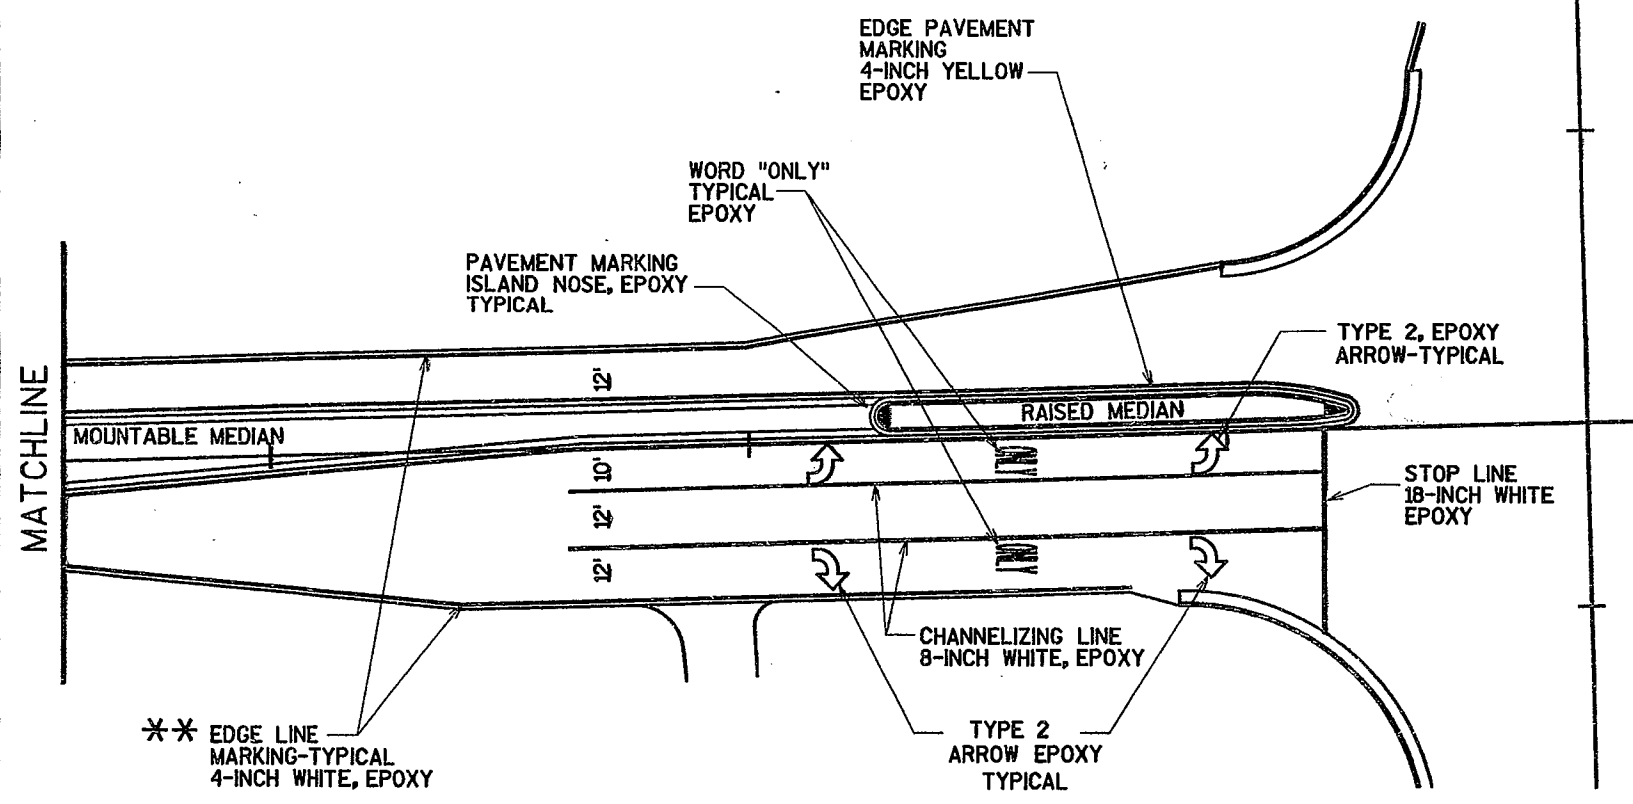 EDGE PAVEMENT
MARKING
4-INCH YELLOW
EPOXY
WORD "ONLY"
TYPICAL
EPOXY
PAVEMENT MARKING
ISLAND NOSE, EPOXY
TYPICAL
TYPE 2, EPOXY
ARROW-TYPICAL
12'
RAISED MEDIAN
MOUNTABLE MEDIAN
MATCHLINE
ONLY
10'
STOP LINE
18-INCH WHITE
EPOXY
12'
ONLY
12'
CHANNELIZING LINE
8-INCH WHITE, EPOXY
** EDGE LINE
MARKING-TYPICAL
4-INCH WHITE, EPOXY
TYPE 2
ARROW EPOXY
TYPICAL